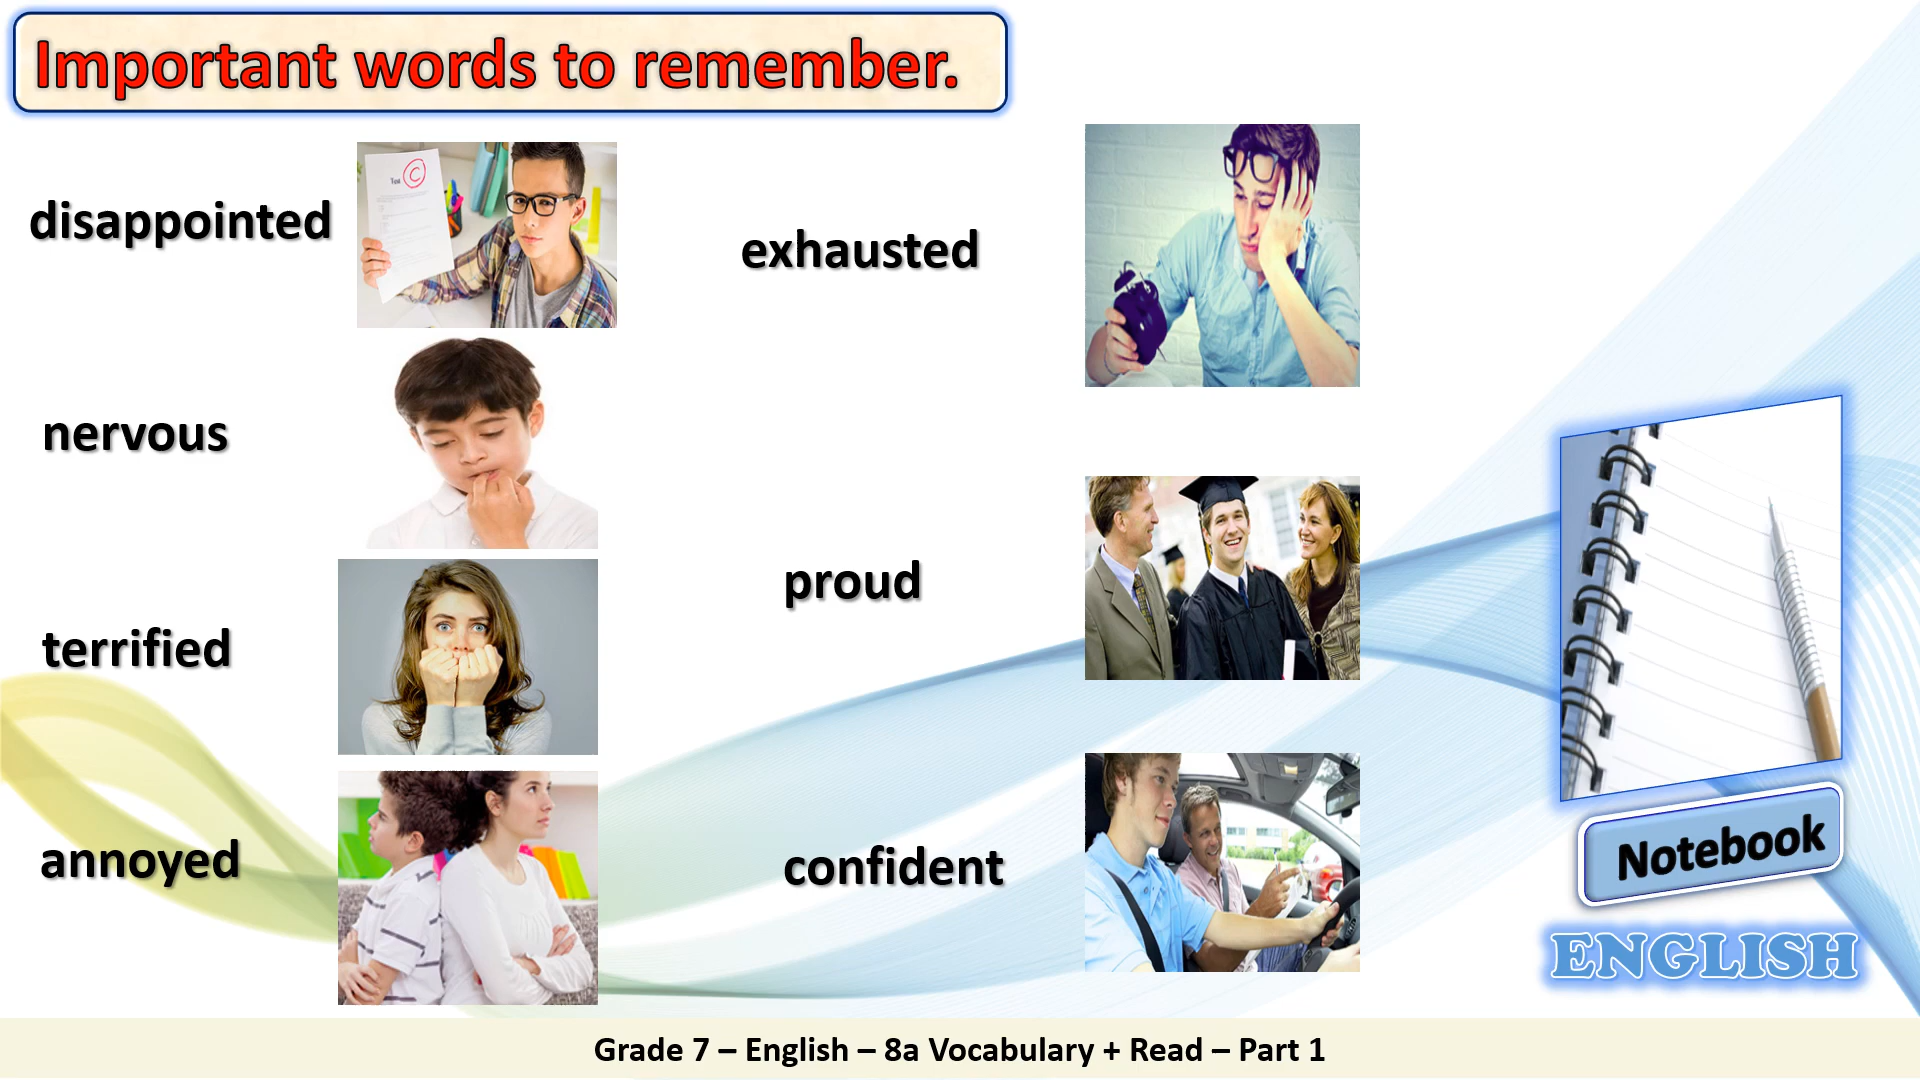 Important words to remember.
disappointed
nervous
terrified
annoyed
exhausted
proud
confident
Test C
Notebook
ENGLISH
Grade 7 – English – 8a Vocabulary + Read – Part 1